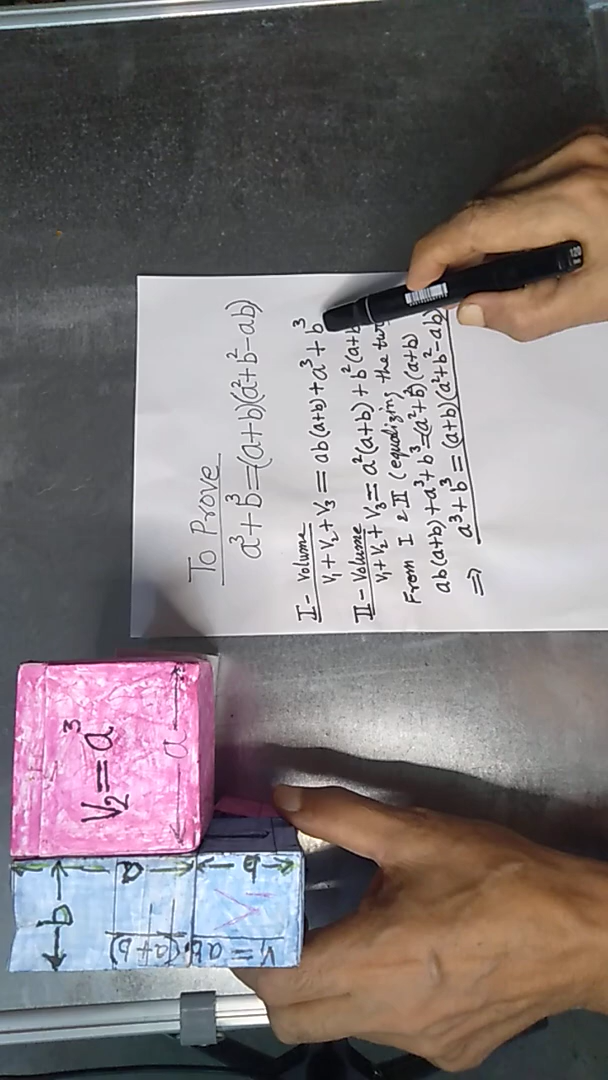 To Prove
a³+b³=(a+b)(a²+b²-ab)
I - Volume
V₁+V₂+V₃ = ab(a+b)+a³+b³
II - Volume
V₁+V₂+V₃ = a²(a+b)+b²(a+b
From I & II (equalizing the two
ab(a+b)+a³+b³=(a²+b²)(a+b)
⇒ a³+b³ = (a+b)(a²+b²-ab)
V₂=a³
a
b
a
b
V₁=ab(a+b)
120